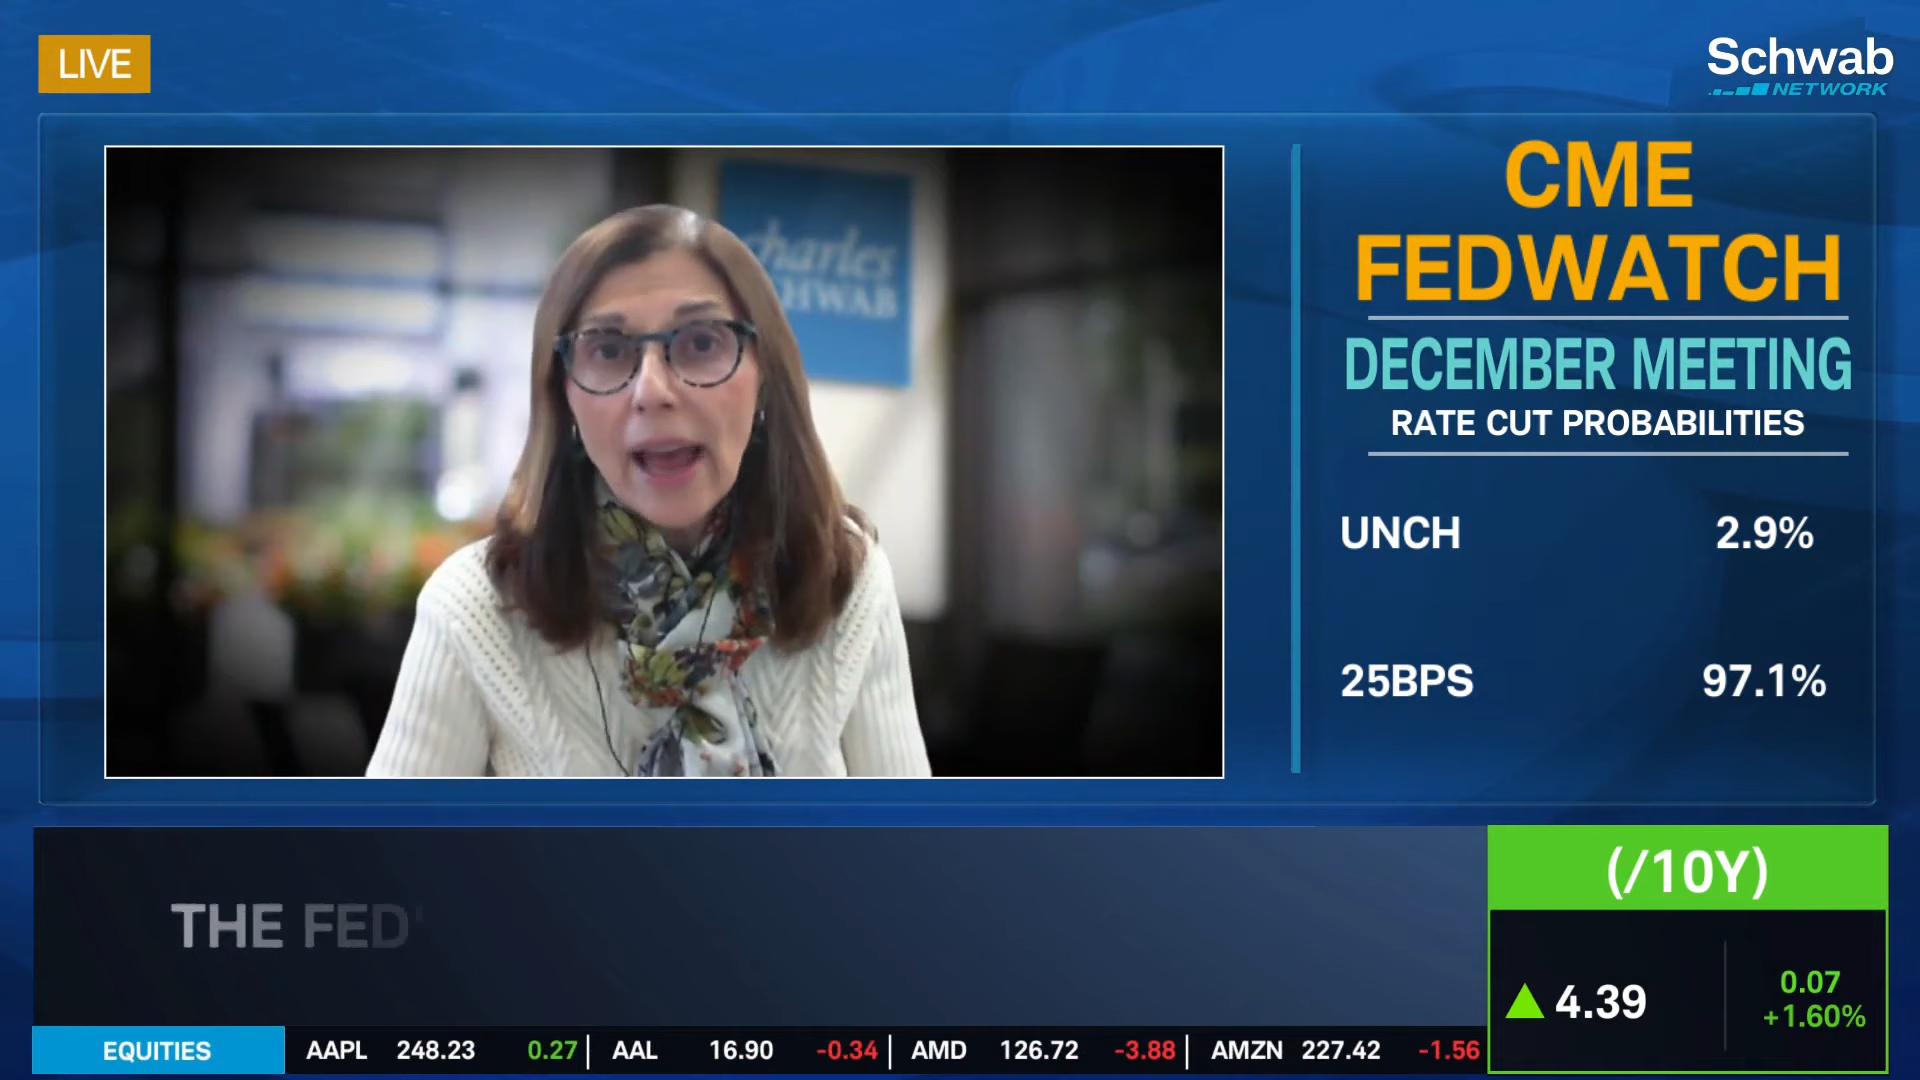 LIVE
Schwab
NETWORK
CME
FEDWATCH
DECEMBER MEETING
RATE CUT PROBABILITIES
UNCH 2.9%
25BPS 97.1%
charles
SCHWAB
THE FED'
(/10Y)
4.39
0.07
+1.60%
EQUITIES AAPL 248.23 0.27 AAL 16.90 -0.34 AMD 126.72 -3.88 AMZN 227.42 -1.56